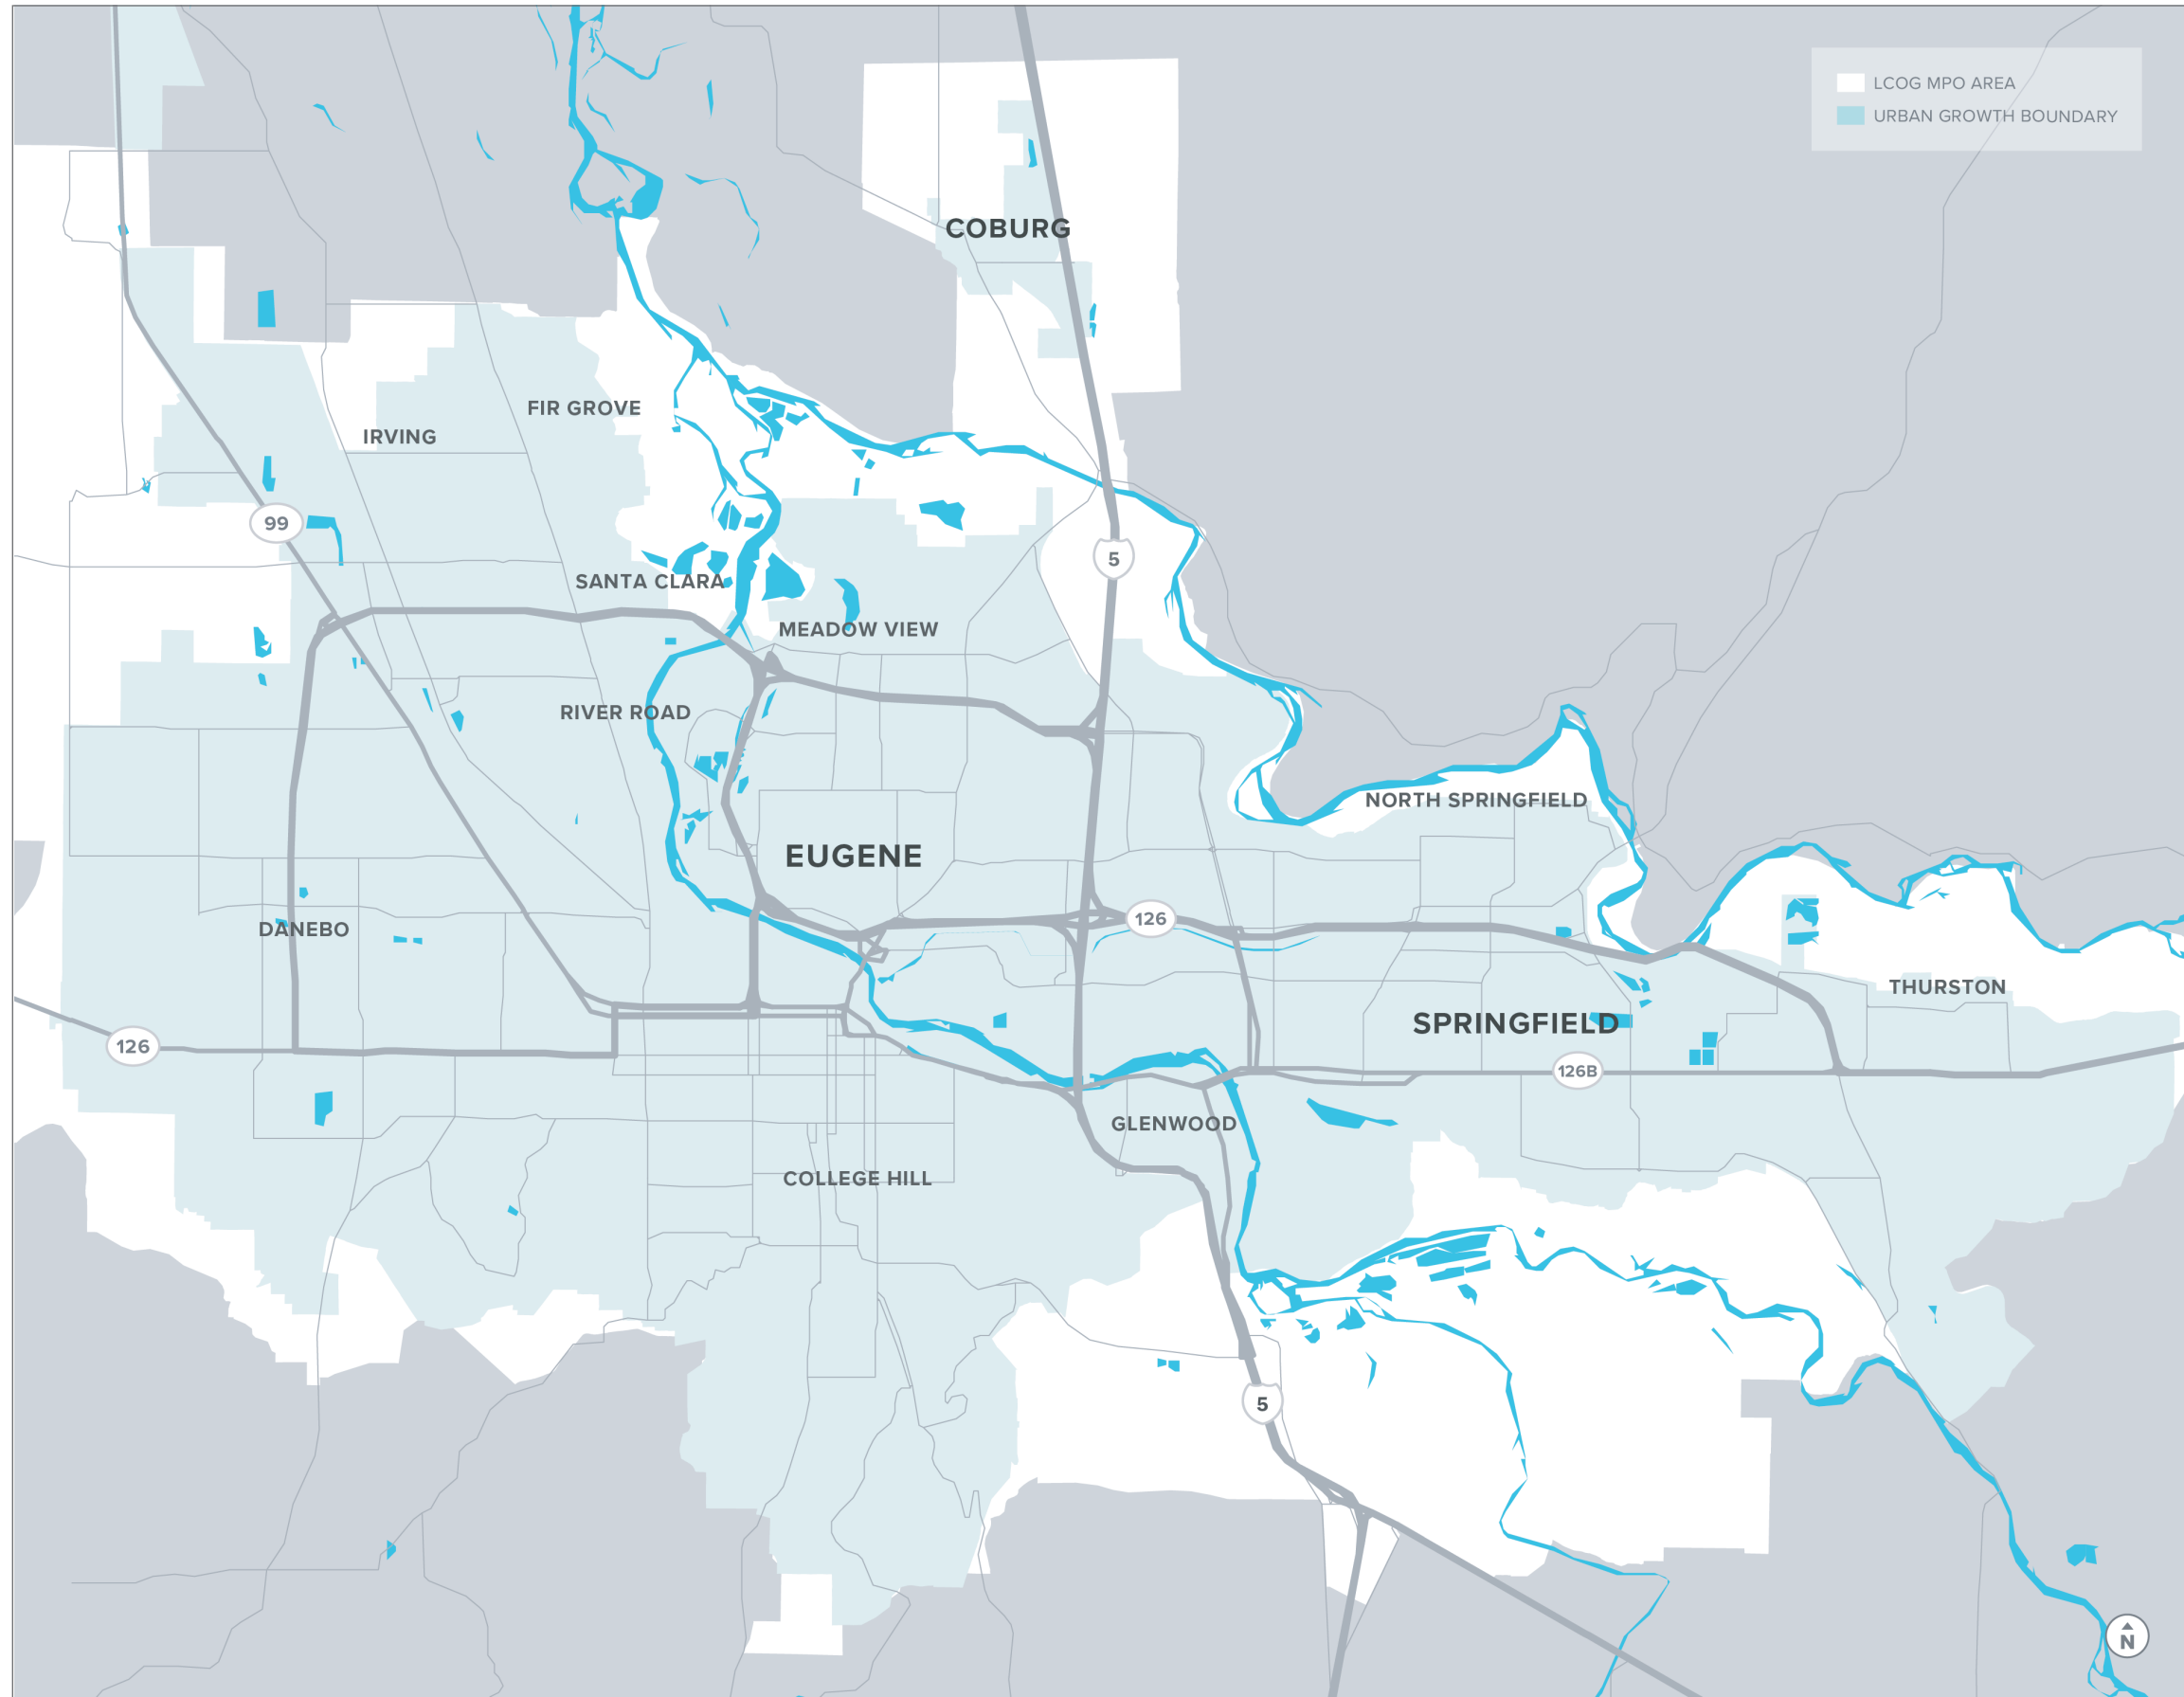 LCOG MPO AREA
URBAN GROWTH BOUNDARY
COBURG
FIR GROVE
IRVING
99
5
SANTA CLARA
MEADOW VIEW
RIVER ROAD
NORTH SPRINGFIELD
EUGENE
126
DANEBO
THURSTON
SPRINGFIELD
126
126B
GLENWOOD
COLLEGE HILL
5
N